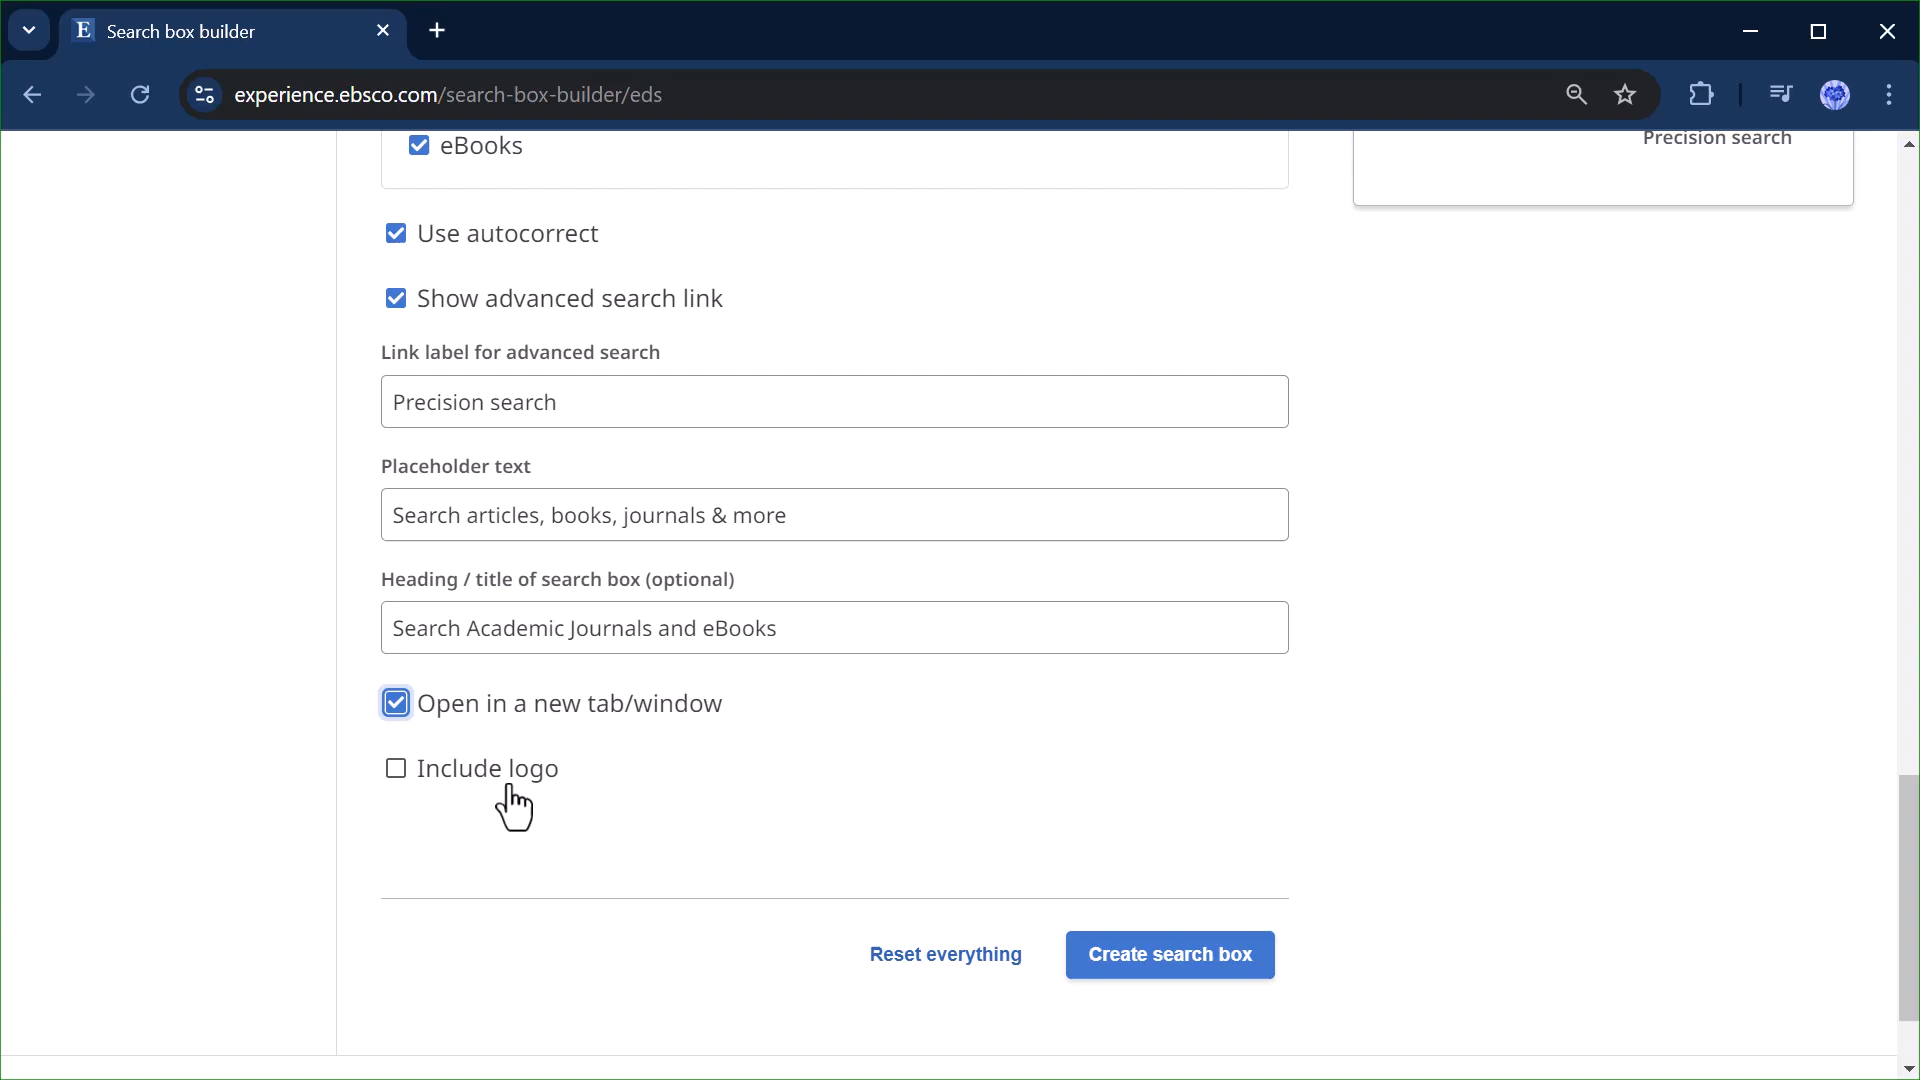 E Search box builder
experience.ebsco.com/search-box-builder/eds
eBooks
Precision search
Use autocorrect
Show advanced search link
Link label for advanced search
Precision search
Placeholder text
Search articles, books, journals & more
Heading / title of search box (optional)
Search Academic Journals and eBooks
Open in a new tab/window
Include logo
Reset everything
Create search box